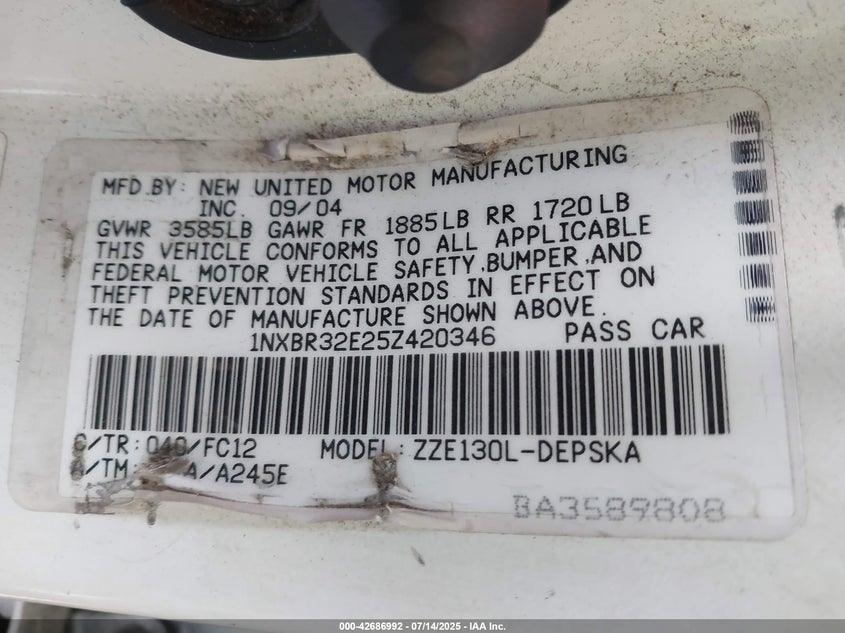 MFD.BY: NEW UNITED MOTOR MANUFACTURING
INC. 09/04
GVWR 3585LB GAWR FR 1885LB RR 1720LB
THIS VEHICLE CONFORMS TO ALL APPLICABLE
FEDERAL MOTOR VEHICLE SAFETY,BUMPER,AND
THEFT PREVENTION STANDARDS IN EFFECT ON
THE DATE OF MANUFACTURE SHOWN ABOVE.
1NXBR32E25Z420346 PASS CAR
C/TR: 040/FC12 MODEL: ZZE130L-DEPSKA
/TM: A/A245E
BA3589808
000-42686992 / 07/14/2025 - IAA Inc.